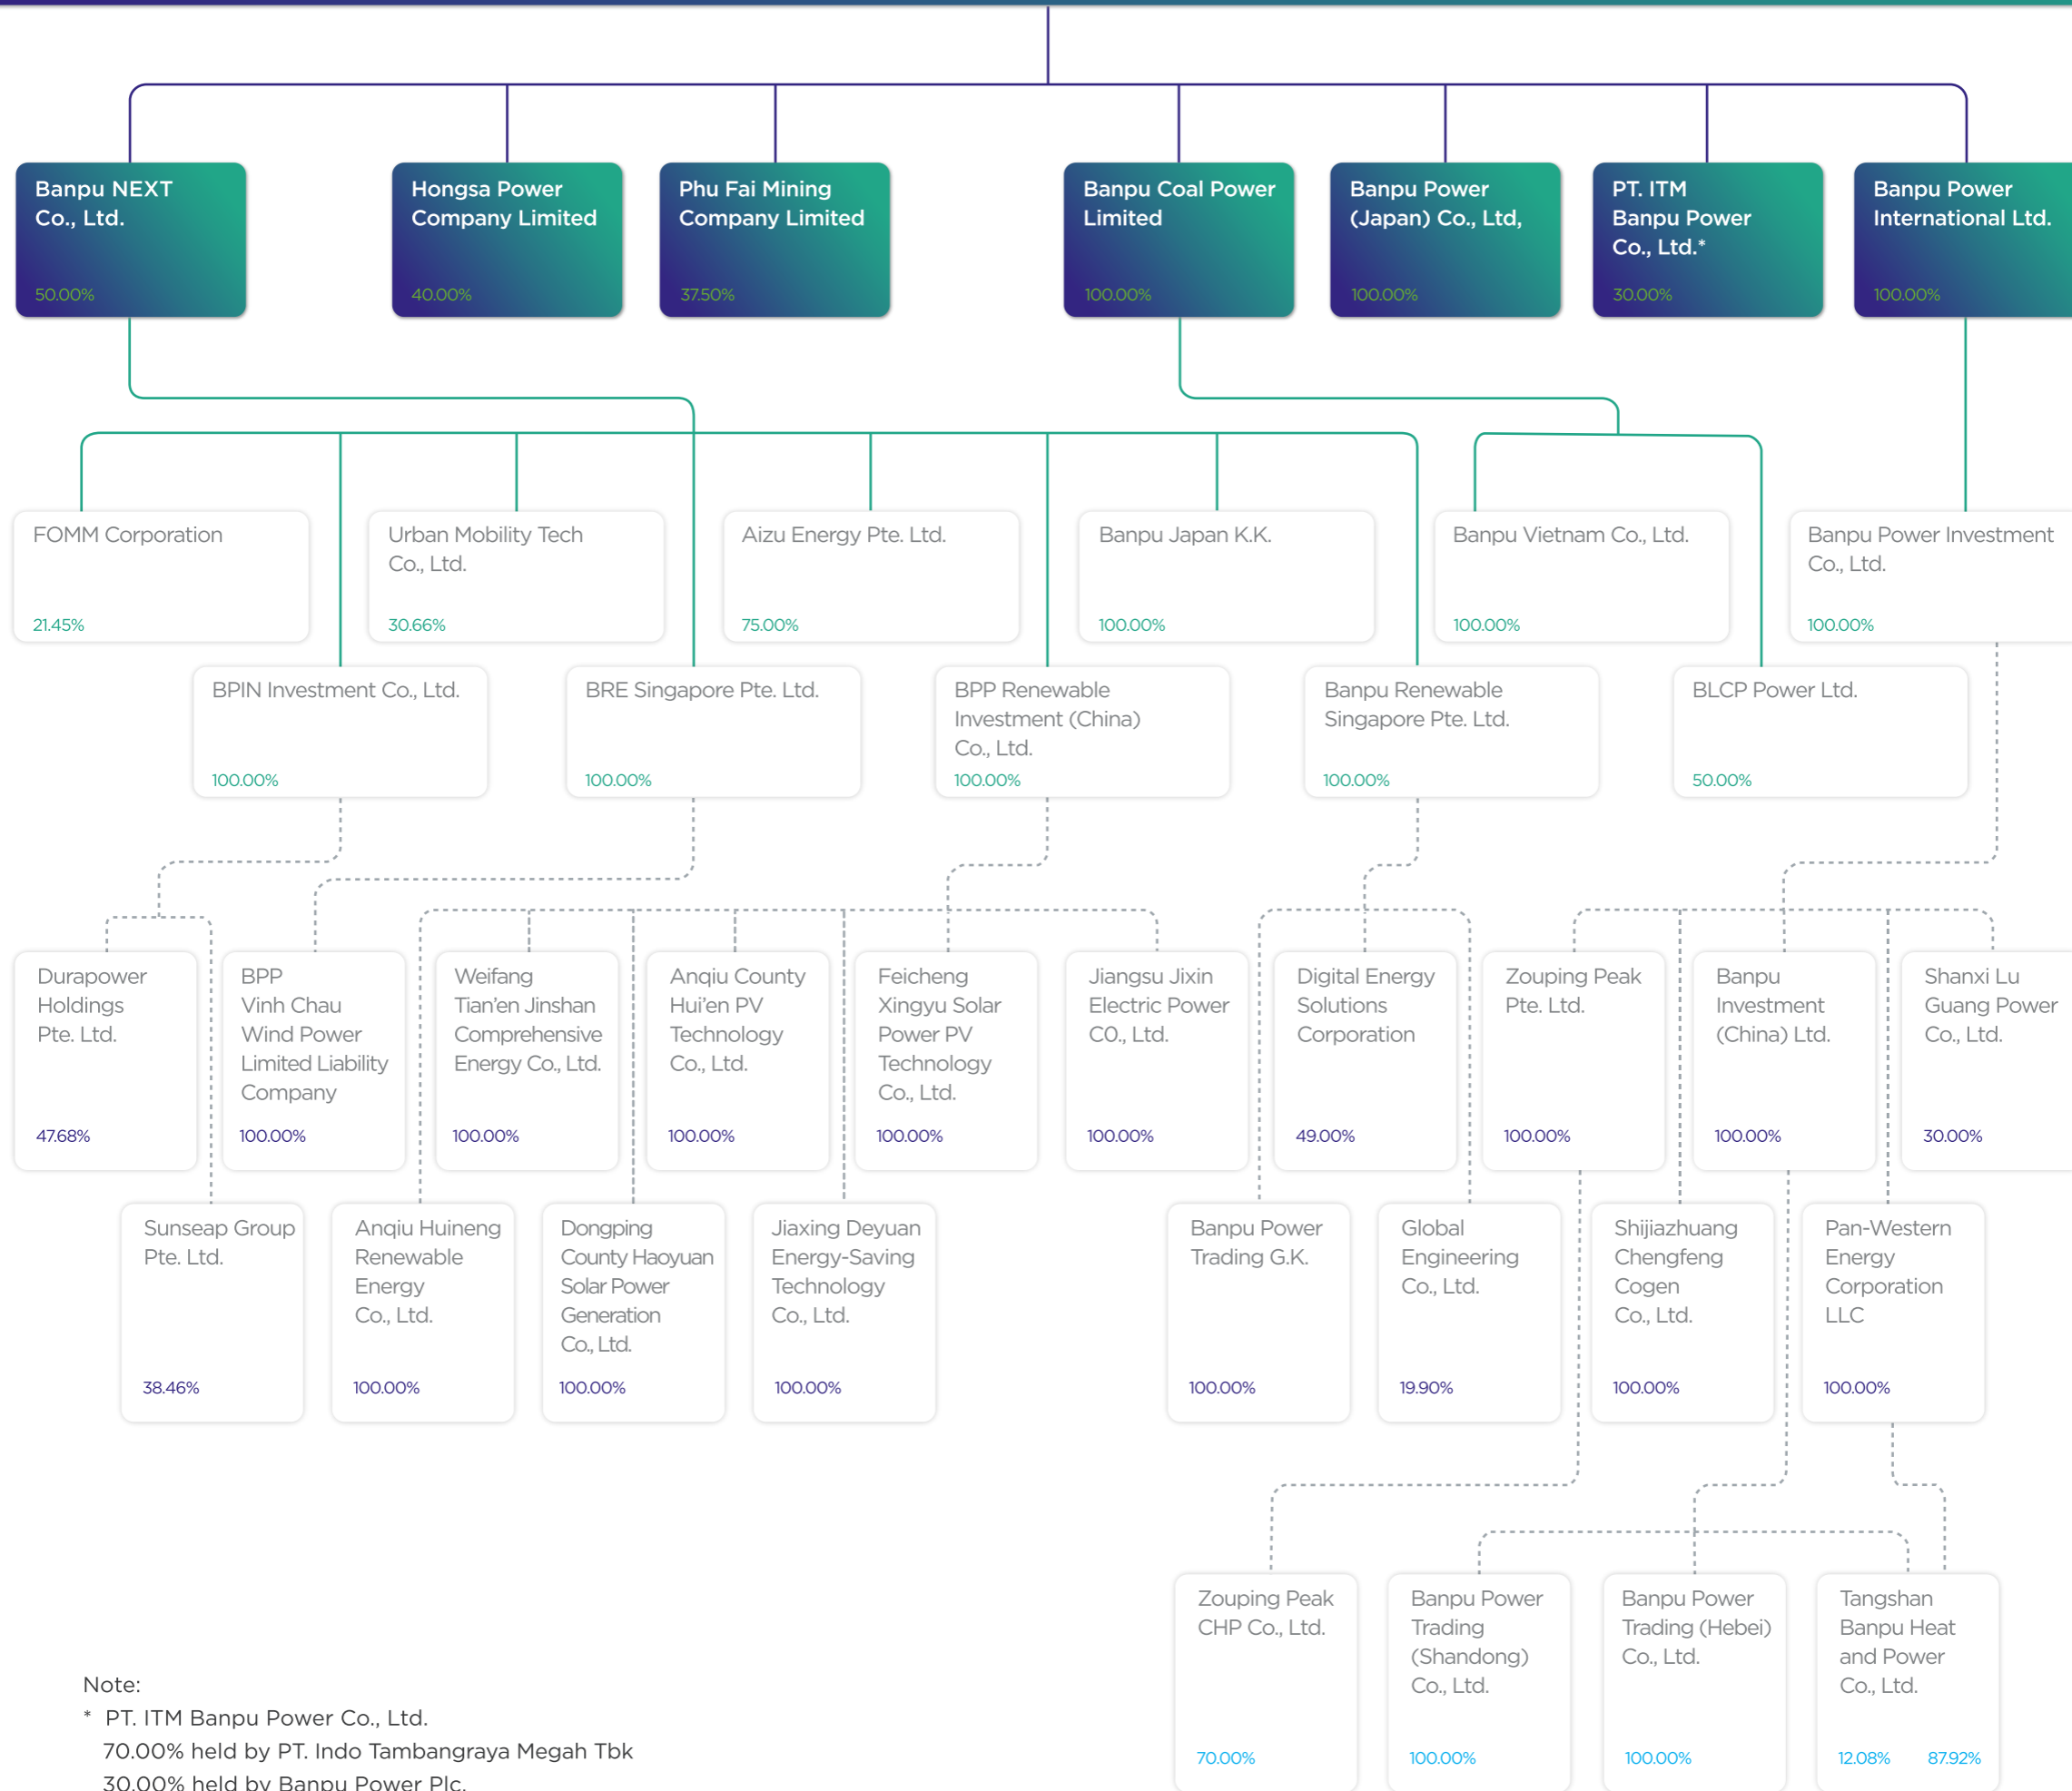 Banpu NEXT
Co., Ltd.
50.00%
Hongsa Power
Company Limited
40.00%
Phu Fai Mining
Company Limited
37.50%
Banpu Coal Power
Limited
100.00%
Banpu Power
(Japan) Co., Ltd,
100.00%
PT. ITM
Banpu Power
Co., Ltd.*
30.00%
Banpu Power
International Ltd.
100.00%
FOMM Corporation
21.45%
Urban Mobility Tech
Co., Ltd.
30.66%
Aizu Energy Pte. Ltd.
75.00%
Banpu Japan K.K.
100.00%
Banpu Vietnam Co., Ltd.
100.00%
Banpu Power Investment
Co., Ltd.
100.00%
BPIN Investment Co., Ltd.
100.00%
BRE Singapore Pte. Ltd.
100.00%
BPP Renewable
Investment (China)
Co., Ltd.
100.00%
Banpu Renewable
Singapore Pte. Ltd.
100.00%
BLCP Power Ltd.
50.00%
Durapower
Holdings
Pte. Ltd.
47.68%
BPP
Vinh Chau
Wind Power
Limited Liability
Company
100.00%
Weifang
Tian'en Jinshan
Comprehensive
Energy Co., Ltd.
100.00%
Anqiu County
Hui'en PV
Technology
Co., Ltd.
100.00%
Feicheng
Xingyu Solar
Power PV
Technology
Co., Ltd.
100.00%
Jiangsu Jixin
Electric Power
C0., Ltd.
100.00%
Digital Energy
Solutions
Corporation
49.00%
Zouping Peak
Pte. Ltd.
100.00%
Banpu
Investment
(China) Ltd.
100.00%
Shanxi Lu
Guang Power
Co., Ltd.
30.00%
Sunseap Group
Pte. Ltd.
38.46%
Anqiu Huineng
Renewable
Energy
Co., Ltd.
100.00%
Dongping
County Haoyuan
Solar Power
Generation
Co., Ltd.
100.00%
Jiaxing Deyuan
Energy-Saving
Technology
Co., Ltd.
100.00%
Banpu Power
Trading G.K.
100.00%
Global
Engineering
Co., Ltd.
19.90%
Shijiazhuang
Chengfeng
Cogen
Co., Ltd.
100.00%
Pan-Western
Energy
Corporation
LLC
100.00%
Zouping Peak
CHP Co., Ltd.
70.00%
Banpu Power
Trading
(Shandong)
Co., Ltd.
100.00%
Banpu Power
Trading (Hebei)
Co., Ltd.
100.00%
Tangshan
Banpu Heat
and Power
Co., Ltd.
12.08% 87.92%
Note:
* PT. ITM Banpu Power Co., Ltd.
70.00% held by PT. Indo Tambangraya Megah Tbk
30.00% held by Banpu Power Plc.